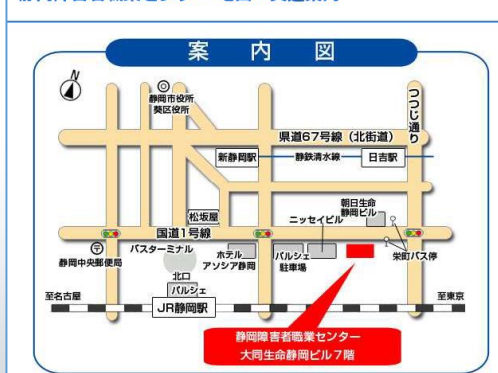 案内図
N
静岡市役所
葵区役所
つつじ通り
県道67号線（北街道）
新静岡駅
静鉄清水線
日吉駅
朝日生命
静岡ビル
松坂屋
ニッセイビル
国道1号線
静岡中央郵便局
バスターミナル
ホテル
アソシア静岡
パルシェ
駐車場
栄町バス停
北口
パルシェ
至名古屋
JR静岡駅
至東京
静岡障害者職業センター
大同生命静岡ビル7階